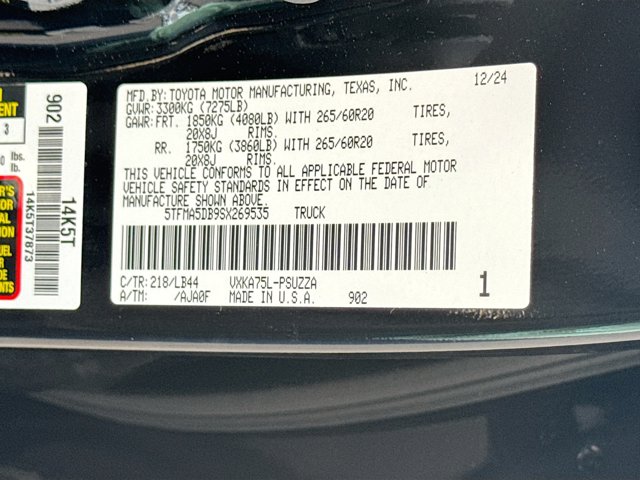 MFD.BY:TOYOTA MOTOR MANUFACTURING, TEXAS, INC. 12/24
GVWR:3300KG (7275LB)
GAWR:FRT. 1850KG (4080LB) WITH 265/60R20 TIRES,
20X8J RIMS.
RR. 1750KG (3860LB) WITH 265/60R20 TIRES,
20X8J RIMS.
THIS VEHICLE CONFORMS TO ALL APPLICABLE FEDERAL MOTOR
VEHICLE SAFETY STANDARDS IN EFFECT ON THE DATE OF
MANUFACTURE SHOWN ABOVE.
5TFMA5DB9SX269535 TRUCK
C/TR:218/LB44 VXKA75L-PSUZZA
A/TM: /AJA0F MADE IN U.S.A. 902
1
902
14K5T
14K5T37873
3
lbs.
lb.